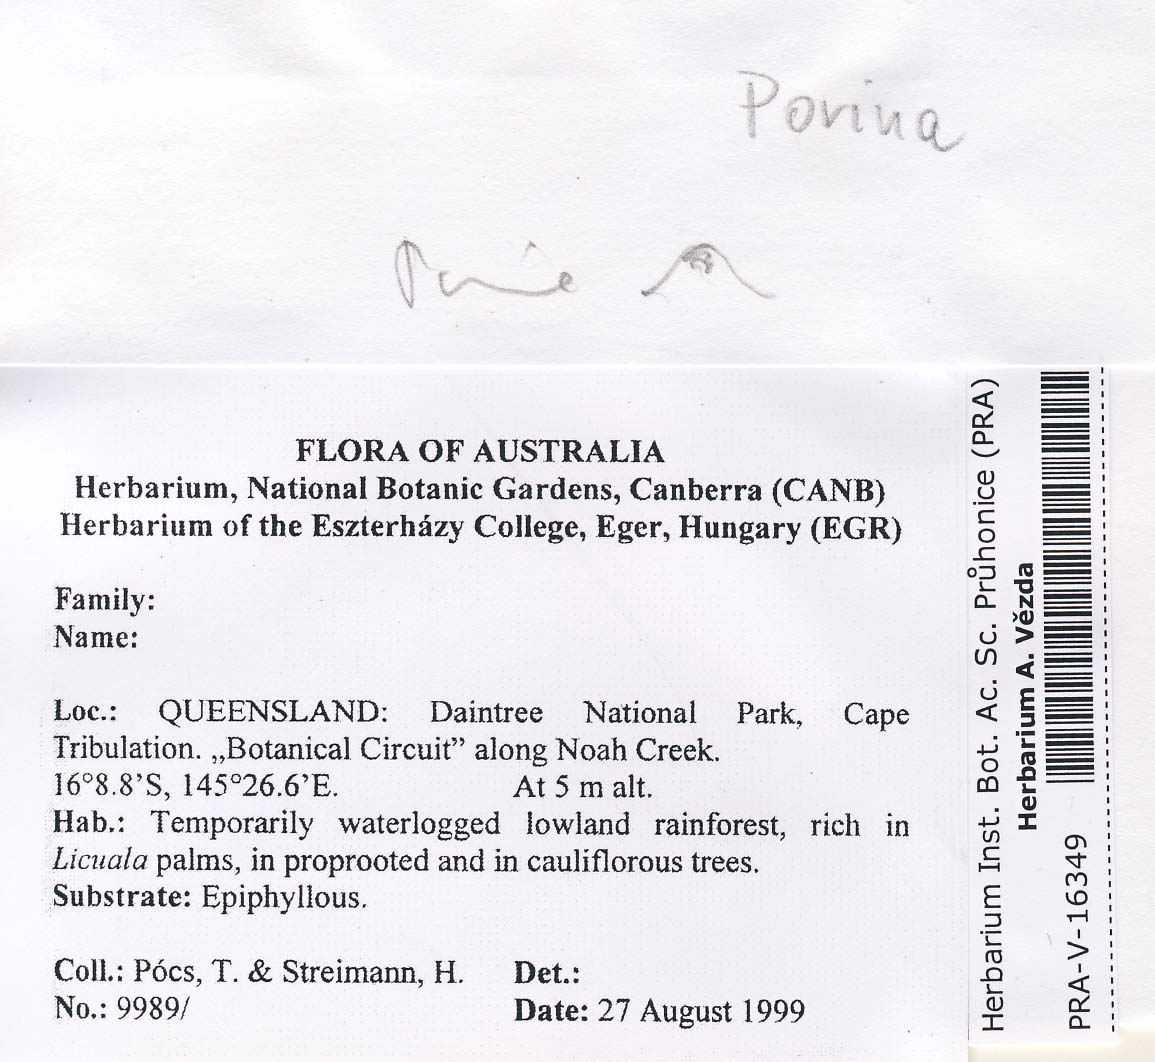 Porina
FLORA OF AUSTRALIA
Herbarium, National Botanic Gardens, Canberra (CANB)
Herbarium of the Eszterházy College, Eger, Hungary (EGR)
Family:
Name:
Loc.: QUEENSLAND: Daintree National Park, Cape
Tribulation. „Botanical Circuit” along Noah Creek.
16°8.8’S, 145°26.6’E. At 5 m alt.
Hab.: Temporarily waterlogged lowland rainforest, rich in
Licuala palms, in proprooted and in cauliflorous trees.
Substrate: Epiphyllous.
Coll.: Pócs, T. & Streimann, H. Det.:
No.: 9989/ Date: 27 August 1999
Herbarium Inst. Bot. Ac. Sc. Průhonice (PRA)
Herbarium A. Vězda
PRA-V-16349